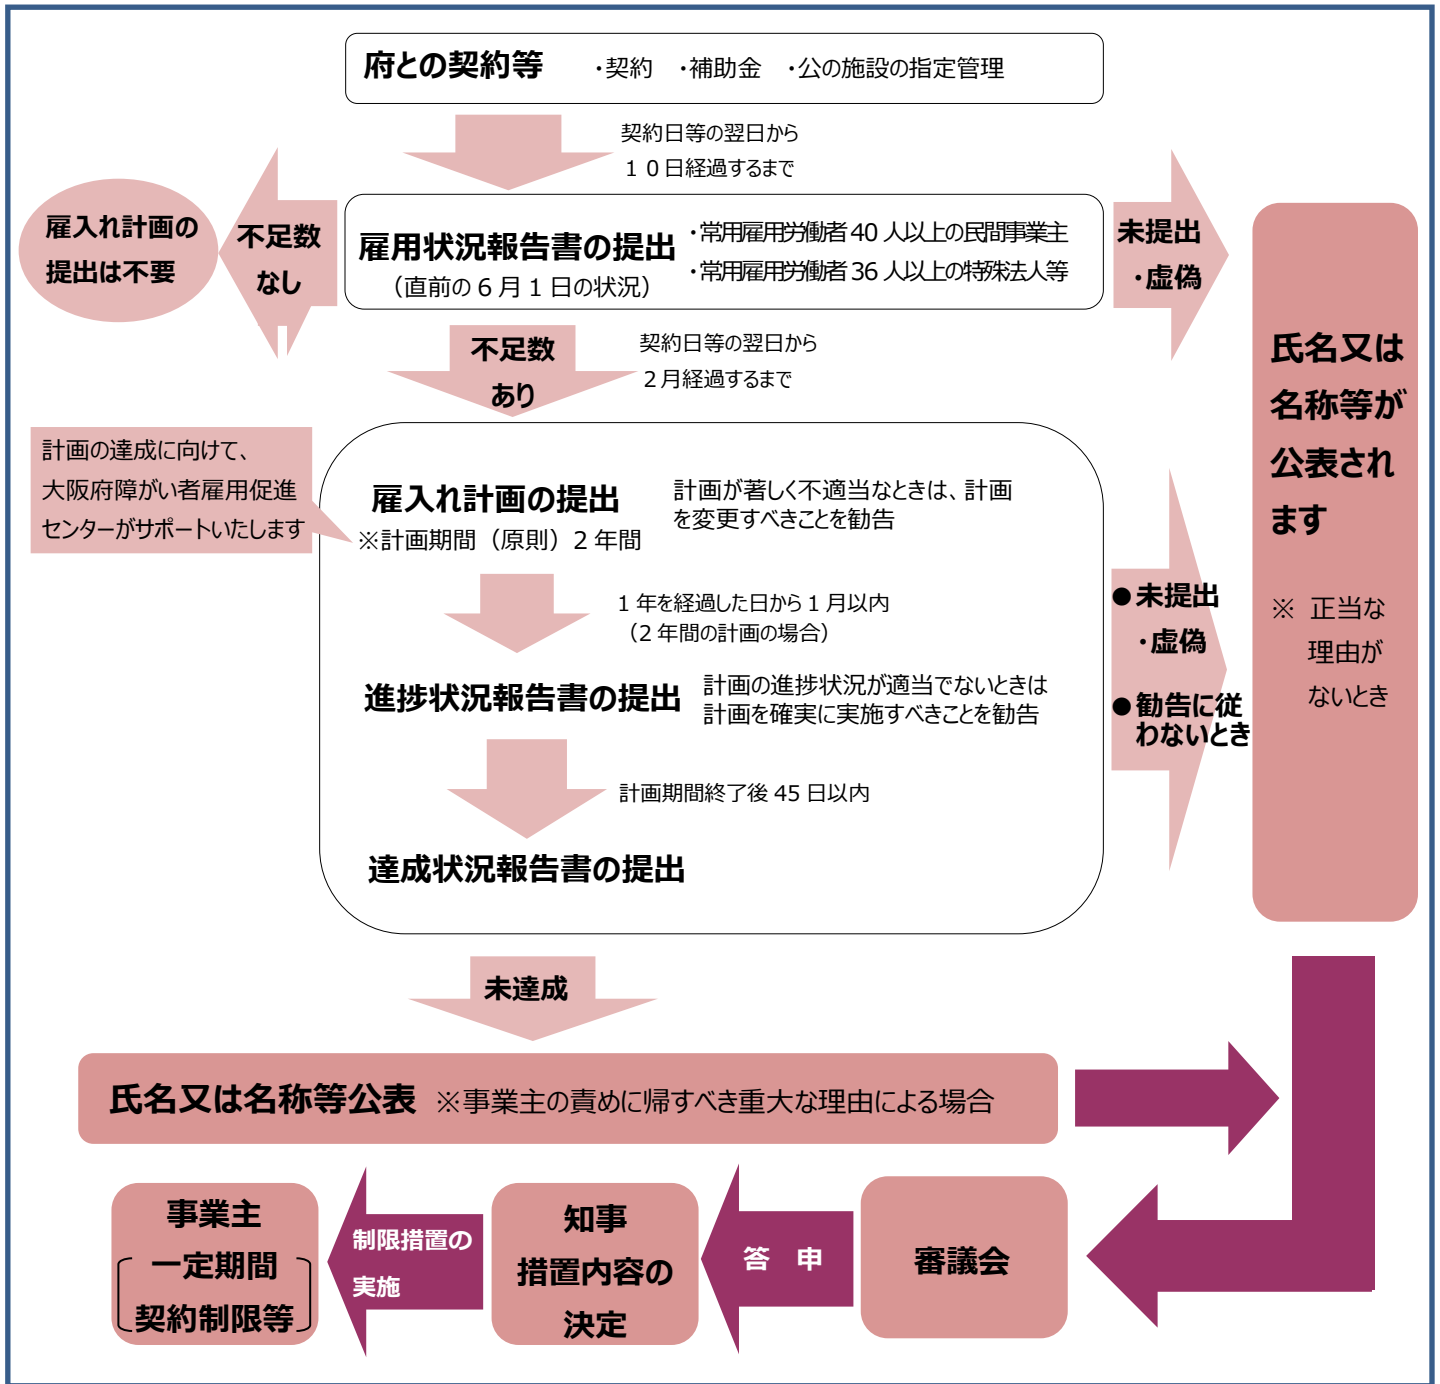 府との契約等 ・契約 ・補助金 ・公の施設の指定管理
契約日等の翌日から
１０日経過するまで
雇入れ計画の
提出は不要
不足数
なし
雇用状況報告書の提出
（直前の６月１日の状況）
・常用雇用労働者 40 人以上の民間事業主
・常用雇用労働者 36 人以上の特殊法人等
未提出
・虚偽
不足数
あり
契約日等の翌日から
２月経過するまで
計画の達成に向けて、
大阪府障がい者雇用促進
センターがサポートいたします
雇入れ計画の提出
※計画期間（原則）２年間
計画が著しく不適当なときは、計画
を変更すべきことを勧告
１年を経過した日から１月以内
（２年間の計画の場合）
進捗状況報告書の提出
計画の進捗状況が適当でないときは
計画を確実に実施すべきことを勧告
計画期間終了後 45 日以内
達成状況報告書の提出
●未提出
・虚偽
●勧告に従
わないとき
氏名又は
名称等が
公表され
ます
※ 正当な
理由が
ないとき
未達成
氏名又は名称等公表 ※事業主の責めに帰すべき重大な理由による場合
事業主
一定期間
契約制限等
制限措置の
実施
知事
措置内容の
決定
答 申
審議会